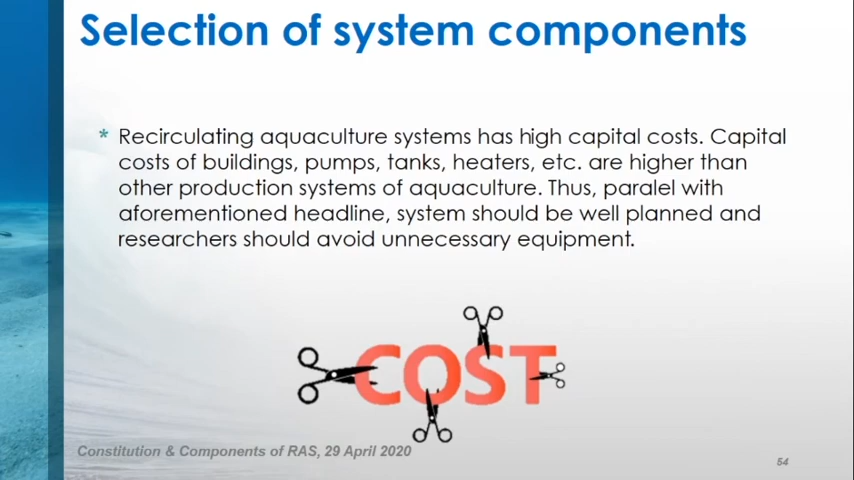 Selection of system components
* Recirculating aquaculture systems has high capital costs. Capital
costs of buildings, pumps, tanks, heaters, etc. are higher than
other production systems of aquaculture. Thus, paralel with
aforementioned headline, system should be well planned and
researchers should avoid unnecessary equipment.
COST
Constitution & Components of RAS, 29 April 2020
54